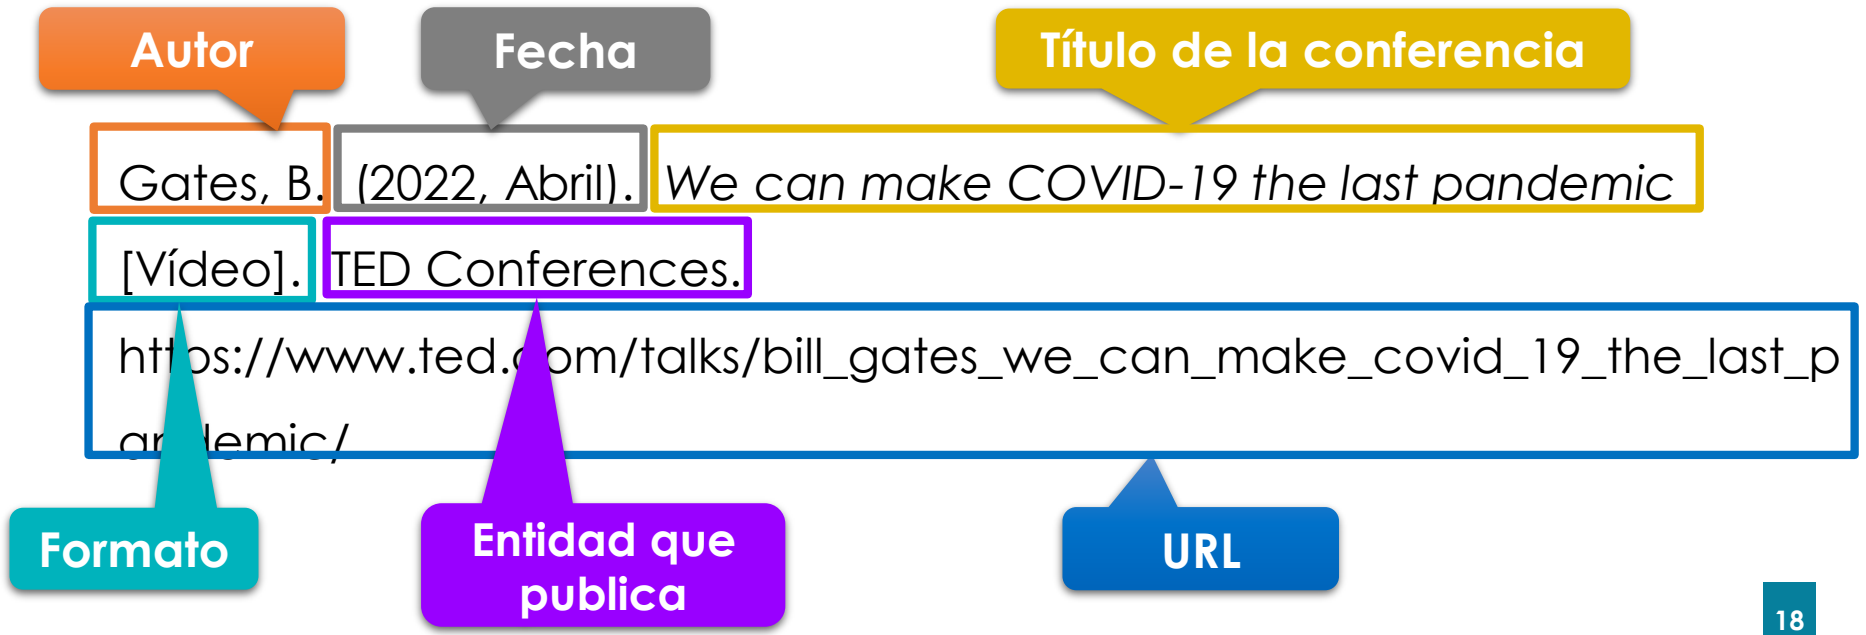 Autor
Fecha
Título de la conferencia
Gates, B. (2022, Abril). We can make COVID-19 the last pandemic
[Vídeo]. TED Conferences.
https://www.ted.com/talks/bill_gates_we_can_make_covid_19_the_last_p
andemic/
Formato
Entidad que
publica
URL
18